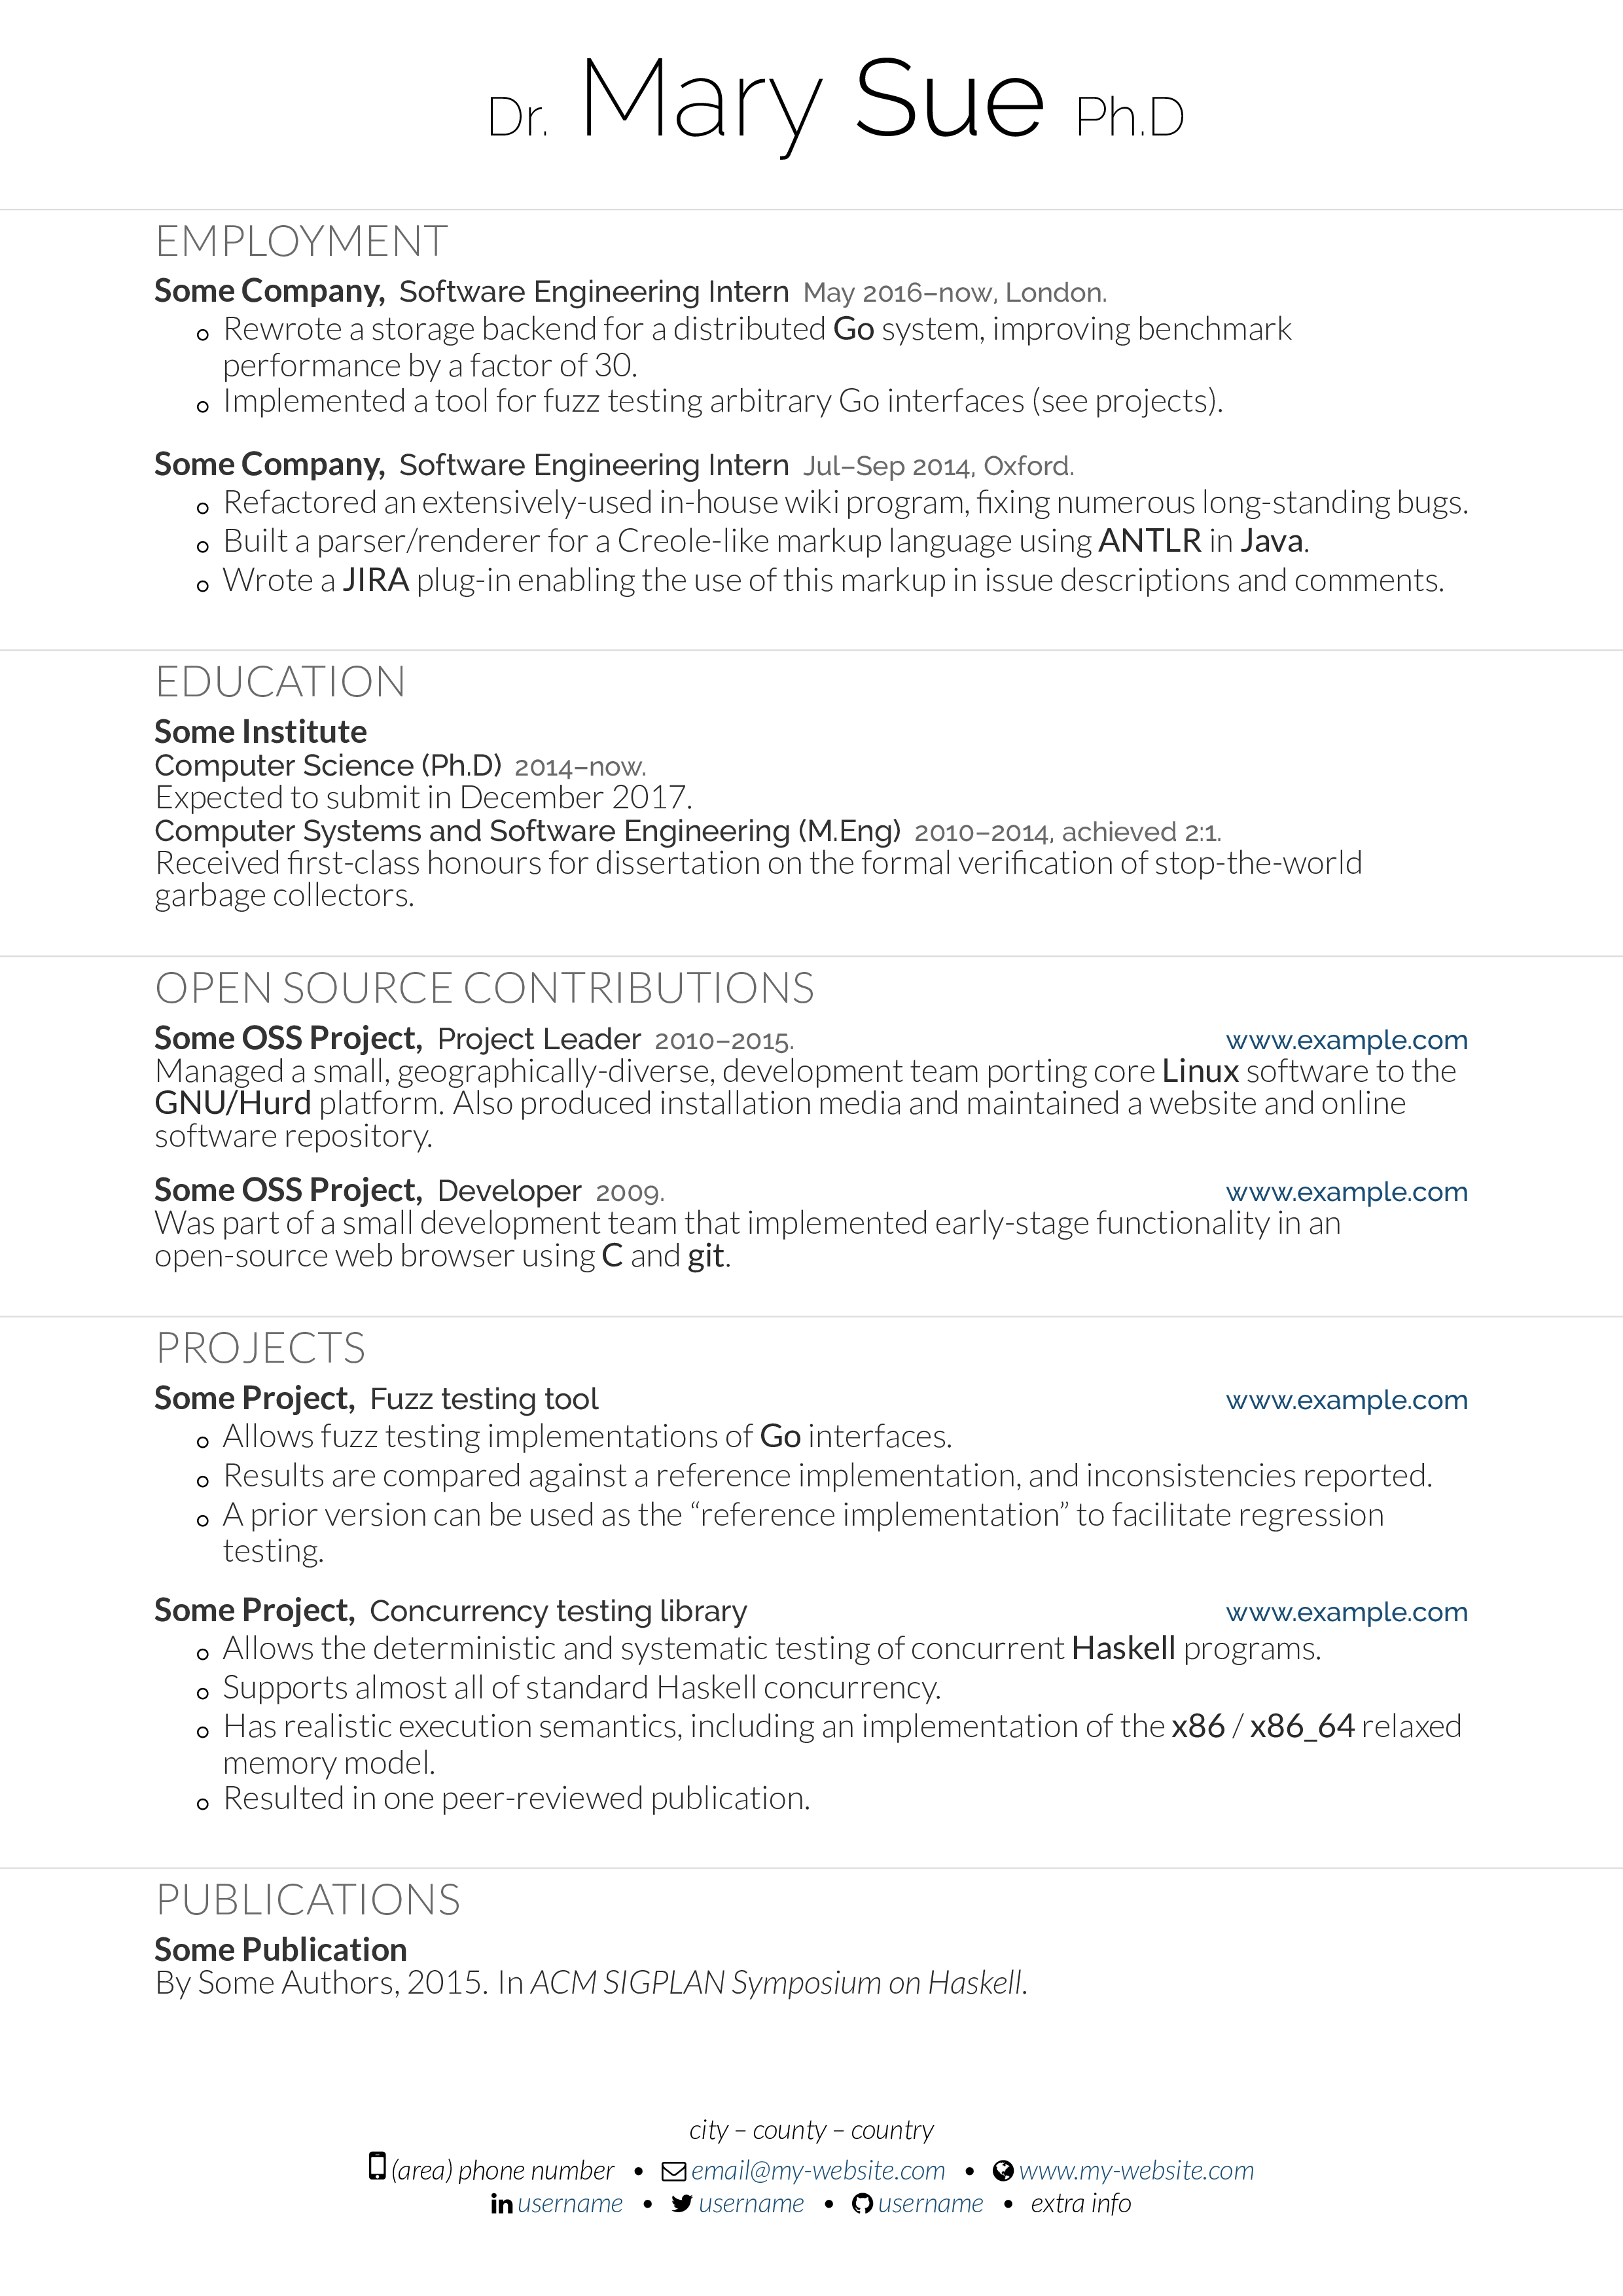 Dr. Mary Sue Ph.D
EMPLOYMENT
Some Company, Software Engineering Intern May 2016–now, London.
Rewrote a storage backend for a distributed Go system, improving benchmark
performance by a factor of 30.
Implemented a tool for fuzz testing arbitrary Go interfaces (see projects).
Some Company, Software Engineering Intern Jul–Sep 2014, Oxford.
Refactored an extensively-used in-house wiki program, fixing numerous long-standing bugs.
Built a parser/renderer for a Creole-like markup language using ANTLR in Java.
Wrote a JIRA plug-in enabling the use of this markup in issue descriptions and comments.
EDUCATION
Some Institute
Computer Science (Ph.D) 2014–now.
Expected to submit in December 2017.
Computer Systems and Software Engineering (M.Eng) 2010–2014, achieved 2:1.
Received first-class honours for dissertation on the formal verification of stop-the-world
garbage collectors.
OPEN SOURCE CONTRIBUTIONS
Some OSS Project, Project Leader 2010–2015. www.example.com
Managed a small, geographically-diverse, development team porting core Linux software to the
GNU/Hurd platform. Also produced installation media and maintained a website and online
software repository.
Some OSS Project, Developer 2009. www.example.com
Was part of a small development team that implemented early-stage functionality in an
open-source web browser using C and git.
PROJECTS
Some Project, Fuzz testing tool www.example.com
Allows fuzz testing implementations of Go interfaces.
Results are compared against a reference implementation, and inconsistencies reported.
A prior version can be used as the “reference implementation” to facilitate regression
testing.
Some Project, Concurrency testing library www.example.com
Allows the deterministic and systematic testing of concurrent Haskell programs.
Supports almost all of standard Haskell concurrency.
Has realistic execution semantics, including an implementation of the x86 / x86_64 relaxed
memory model.
Resulted in one peer-reviewed publication.
PUBLICATIONS
Some Publication
By Some Authors, 2015. In ACM SIGPLAN Symposium on Haskell.
city – county – country
(area) phone number • email@my-website.com • www.my-website.com
in username • username • username • extra info